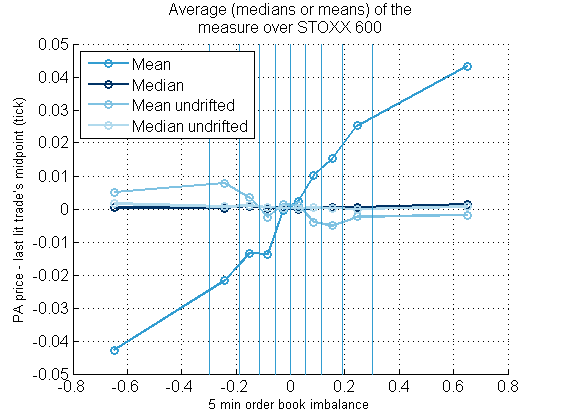 Average (medians or means) of the
measure over STOXX 600
PA price - last lit trade's midpoint (tick)
0.05
0.04
0.03
0.02
0.01
0
-0.01
-0.02
-0.03
-0.04
-0.05
Mean
Median
Mean undrifted
Median undrifted
-0.8 -0.6 -0.4 -0.2 0 0.2 0.4 0.6 0.8
5 min order book imbalance